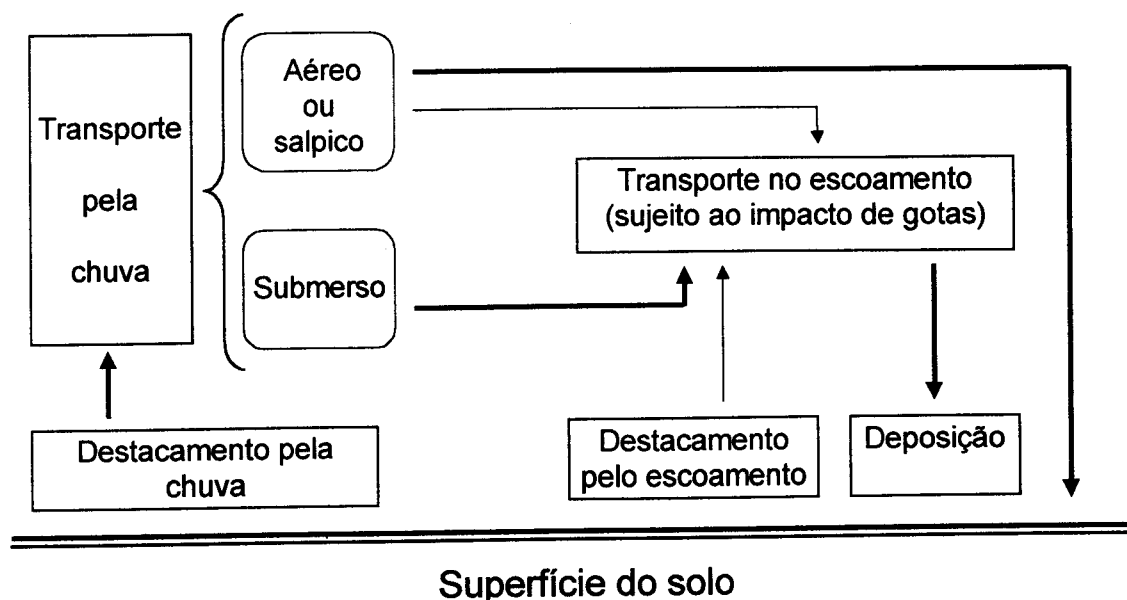 Transporte
pela
chuva
Aéreo
ou
salpico
Submerso
Transporte no escoamento
(sujeito ao impacto de gotas)
Destacamento pela
chuva
Destacamento
pelo escoamento
Deposição
Superfície do solo